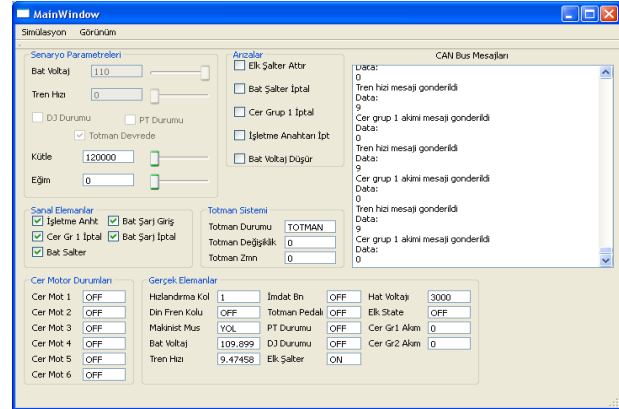 MainWindow
Simülasyon Görünüm
Senaryo Parametreleri
Bat Voltaj 110
Tren Hızı 0
DJ Durumu PT Durumu
Totman Devrede
Kütle 120000
Eğim 0
Arızalar
Elk Şalter Attır
Bat Şalter İptal
Cer Grup 1 İptal
İşletme Anahtarı İpt
Bat Voltaj Düşür
CAN Bus Mesajları
Data:
0
Tren hizi mesaji gonderildi
Data:
9
Cer grup 1 akimi mesaji gonderildi
Data:
0
Tren hizi mesaji gonderildi
Data:
9
Cer grup 1 akimi mesaji gonderildi
Data:
0
Tren hizi mesaji gonderildi
Data:
9
Cer grup 1 akimi mesaji gonderildi
Data:
0
Sanal Elemanlar
İşletme Anht Bat Şarj Giriş
Cer Gr 1 İptal Bat Şarj İptal
Bat Salter
Totman Sistemi
Totman Durumu TOTMAN
Totman Değişiklik 0
Totman Zmn 0
Cer Motor Durumları
Cer Mot 1 OFF
Cer Mot 2 OFF
Cer Mot 3 OFF
Cer Mot 4 OFF
Cer Mot 5 OFF
Cer Mot 6 OFF
Gerçek Elemanlar
Hızlandırma Kol 1 İmdat Bn OFF Hat Voltajı 3000
Din Fren Kolu OFF Totman Pedalı OFF Elk State OFF
Makinist Mus YOL PT Durumu OFF Cer Gr1 Akım 0
Bat Voltaj 109.899 DJ Durumu OFF Cer Gr2 Akım 0
Tren Hızı 9.47458 Elk Şalter ON